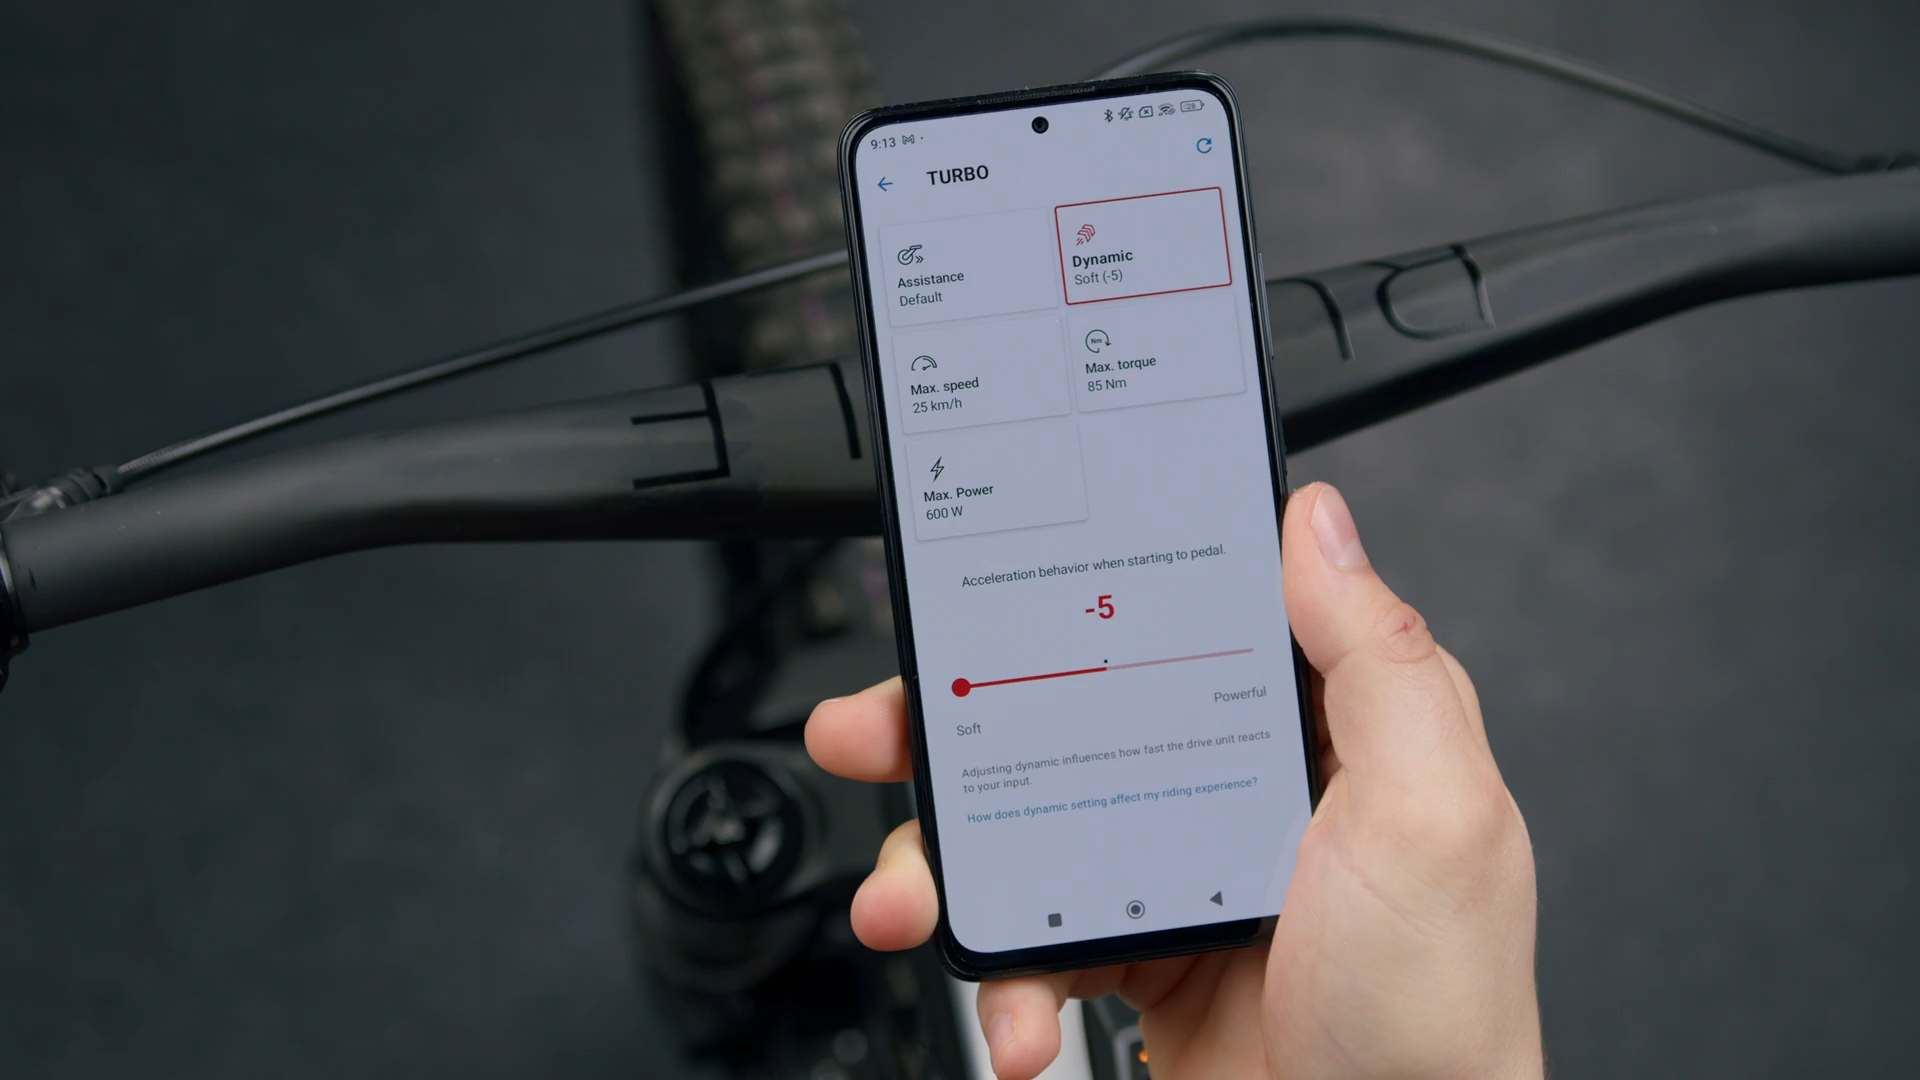 9:13
28
TURBO
Assistance
Default
Dynamic
Soft (-5)
Max. speed
25 km/h
Nm
Max. torque
85 Nm
Max. Power
600 W
Acceleration behavior when starting to pedal.
-5
Soft
Powerful
Adjusting dynamic influences how fast the drive unit reacts
to your input.
How does dynamic setting affect my riding experience?